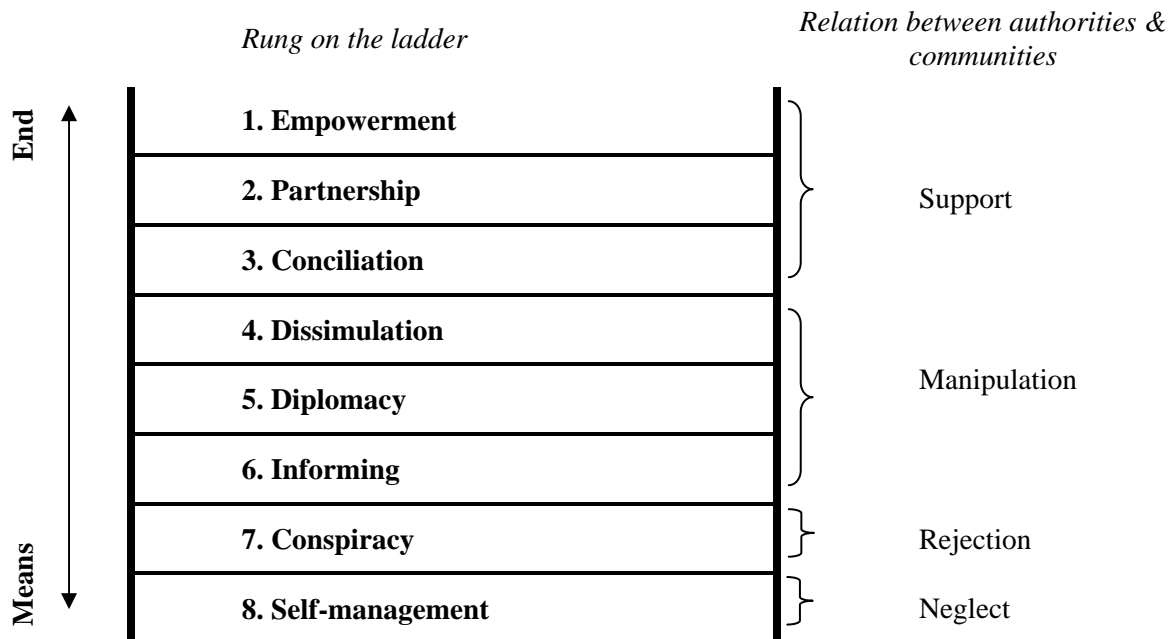 Rung on the ladder
Relation between authorities &
communities
End
Means
1. Empowerment
2. Partnership
3. Conciliation
Support
4. Dissimulation
5. Diplomacy
6. Informing
Manipulation
7. Conspiracy
Rejection
8. Self-management
Neglect